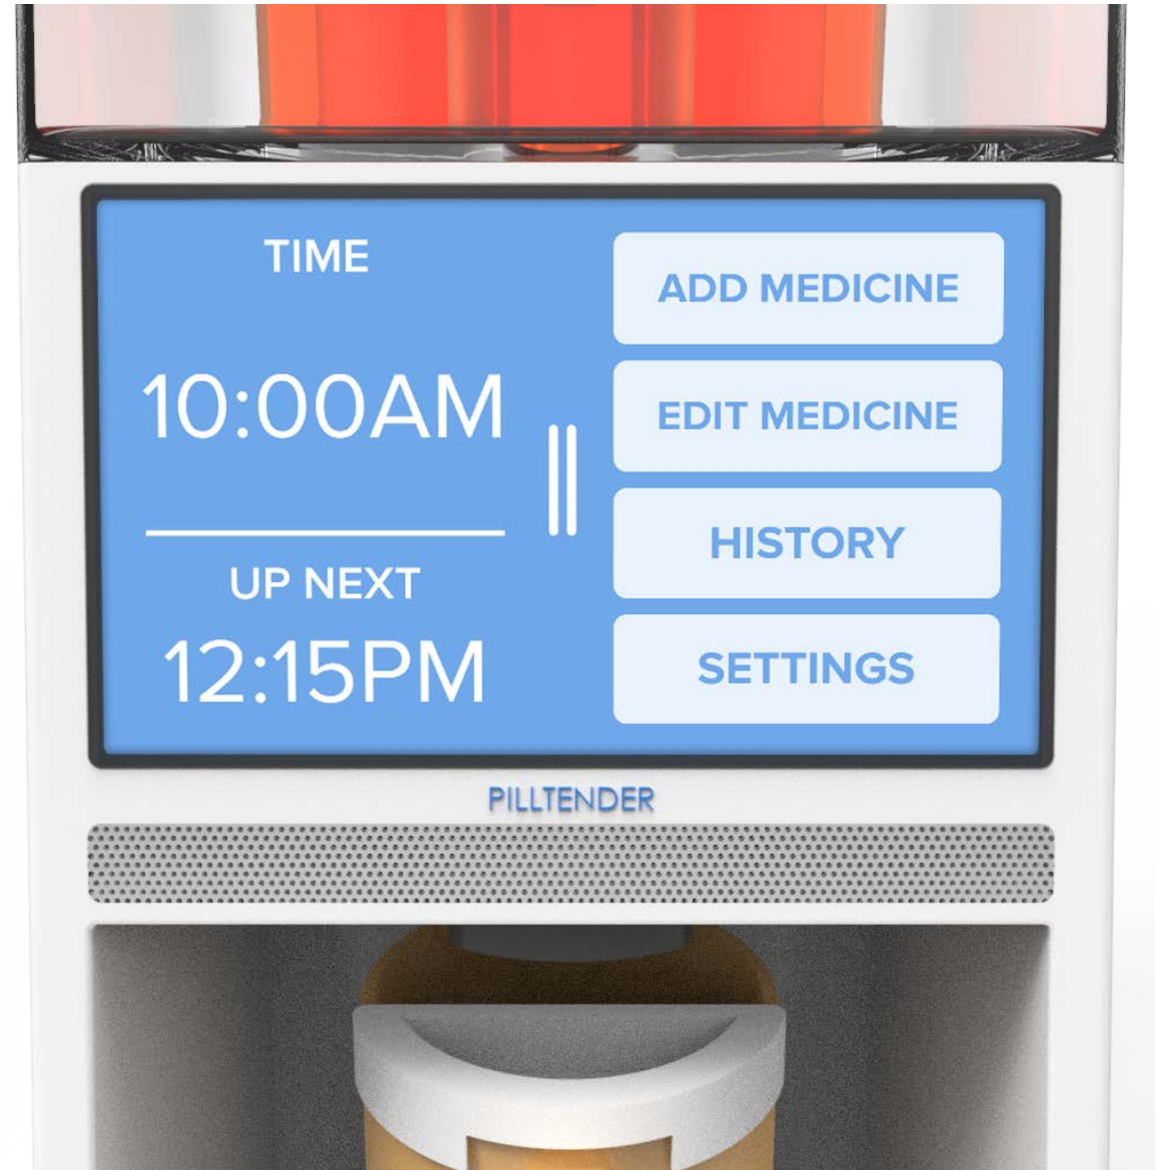 TIME
10:00AM
UP NEXT
12:15PM
ADD MEDICINE
EDIT MEDICINE
HISTORY
SETTINGS
PILLTENDER